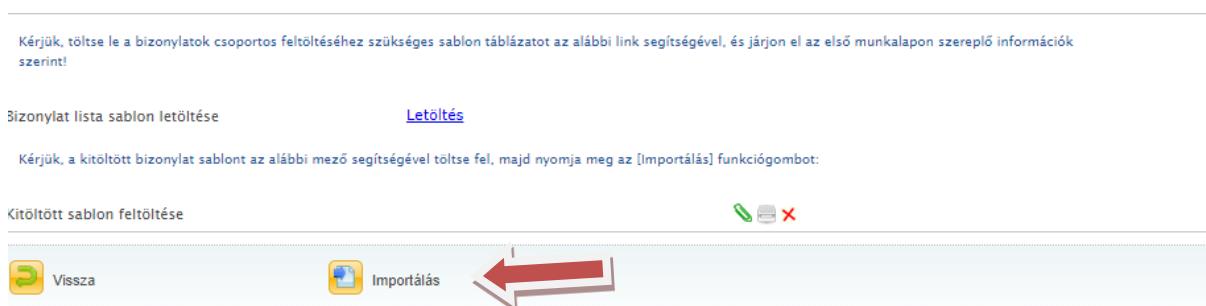 Kérjük, töltse le a bizonylatok csoportos feltöltéséhez szükséges sablon táblázatot az alábbi link segítségével, és járjon el az első munkalapon szereplő információk
szerint!
Bizonylat lista sablon letöltése Letöltés
Kérjük, a kitöltött bizonylat sablont az alábbi mező segítségével töltse fel, majd nyomja meg az [Importálás] funkciógombot:
Kitöltött sablon feltöltése
Vissza Importálás